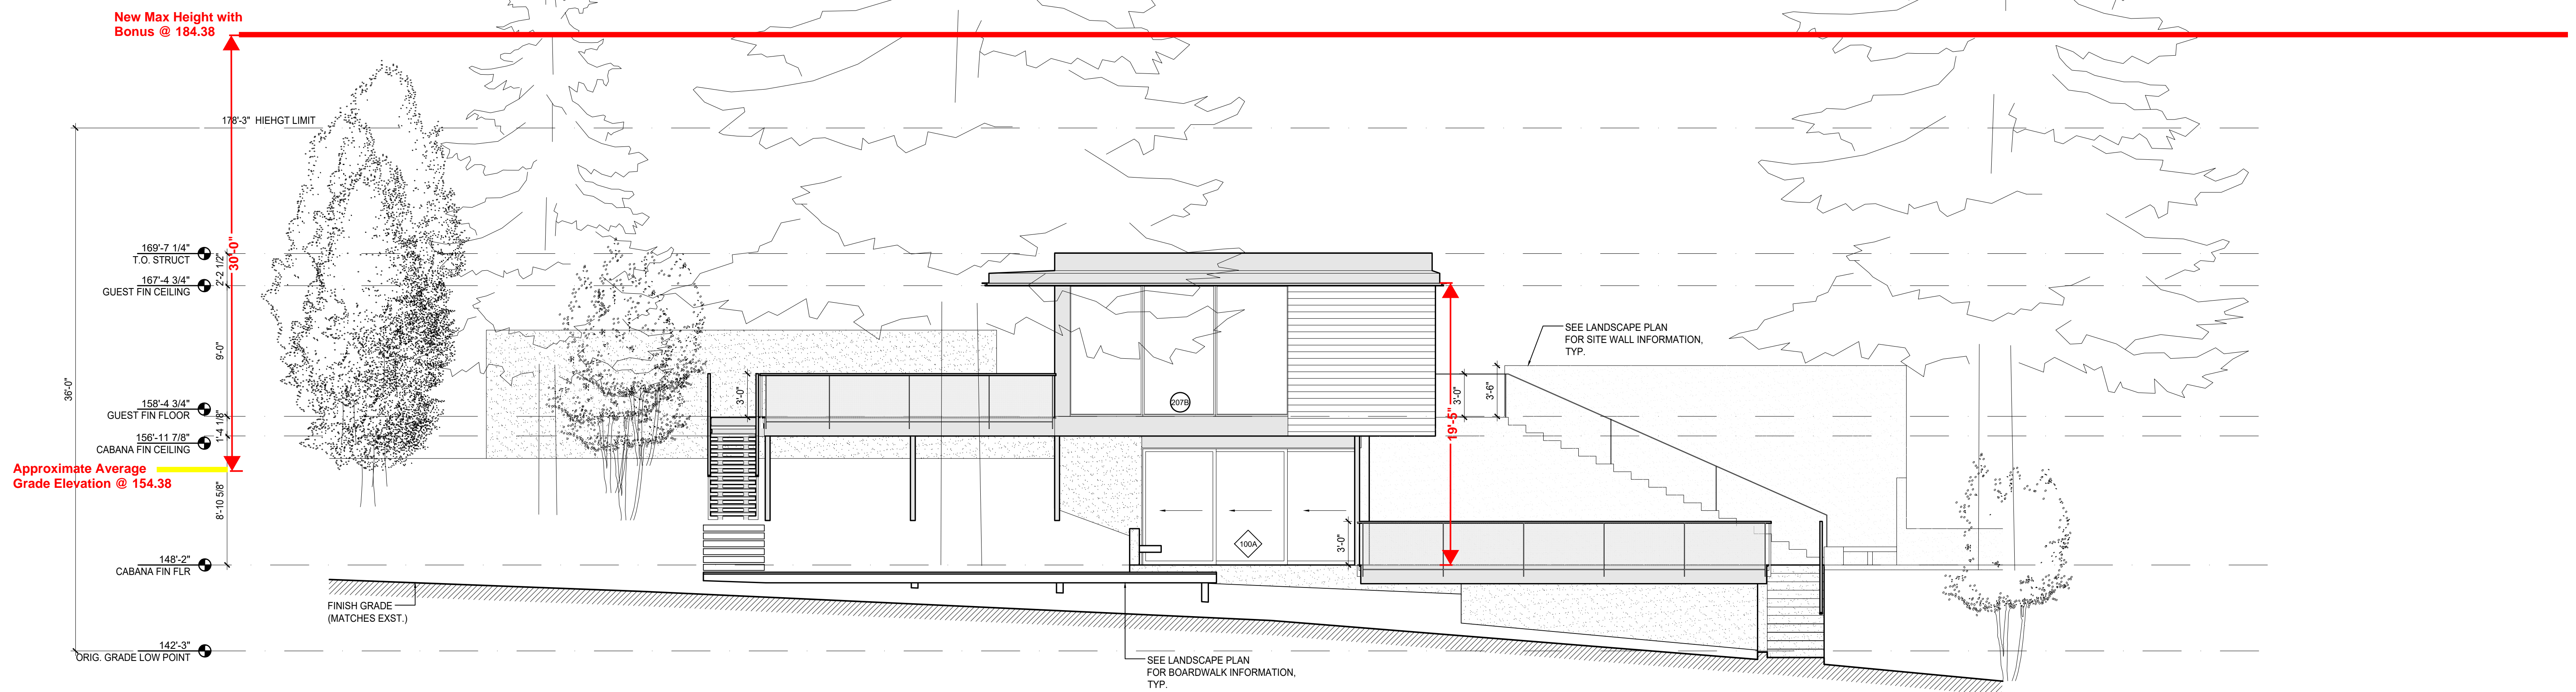 New Max Height with
Bonus @ 184.38
178'-3" HIEHGT LIMIT
169'-7 1/4"
T.O. STRUCT
2'-2 1/2"
30'-0"
167'-4 3/4"
GUEST FIN CEILING
9'-0"
36'-0"
158'-4 3/4"
GUEST FIN FLOOR
1'-4 1/8"
156'-11 7/8"
CABANA FIN CEILING
Approximate Average
Grade Elevation @ 154.38
8'-10 5/8"
148'-2"
CABANA FIN FLR
142'-3"
ORIG. GRADE LOW POINT
FINISH GRADE
(MATCHES EXST.)
3'-0"
207B
100A
3'-0"
19'-5"
3'-0"
3'-6"
SEE LANDSCAPE PLAN
FOR SITE WALL INFORMATION,
TYP.
SEE LANDSCAPE PLAN
FOR BOARDWALK INFORMATION,
TYP.